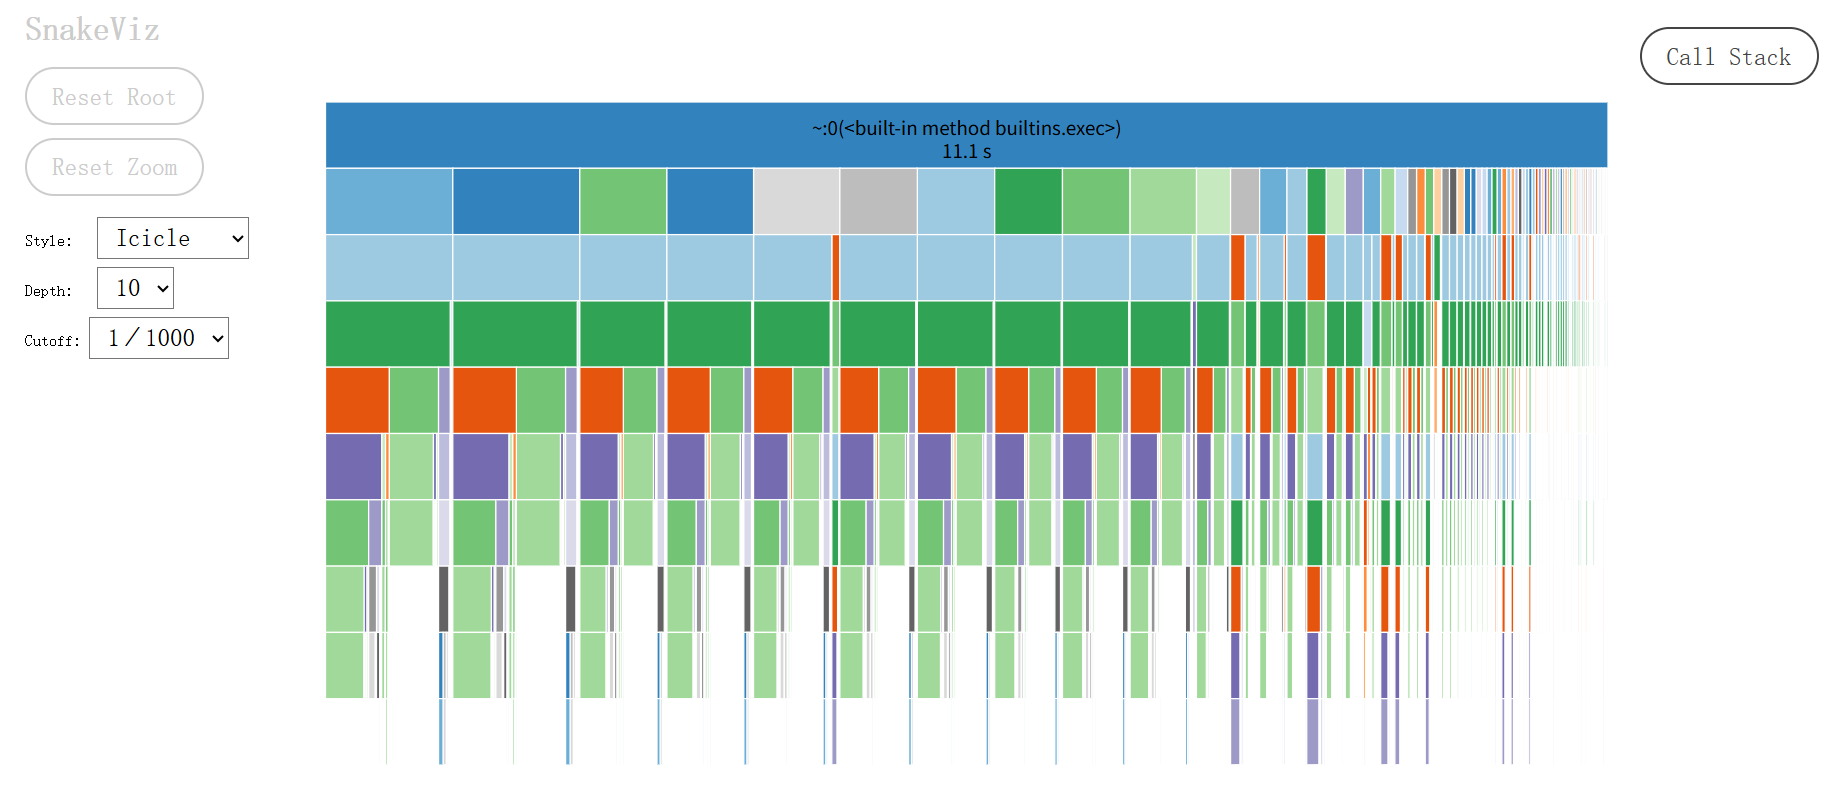 SnakeViz
Reset Root
Reset Zoom
Style: Icicle
Depth: 10
Cutoff: 1／1000
Call Stack
~:0(<built-in method builtins.exec>)
11.1 s